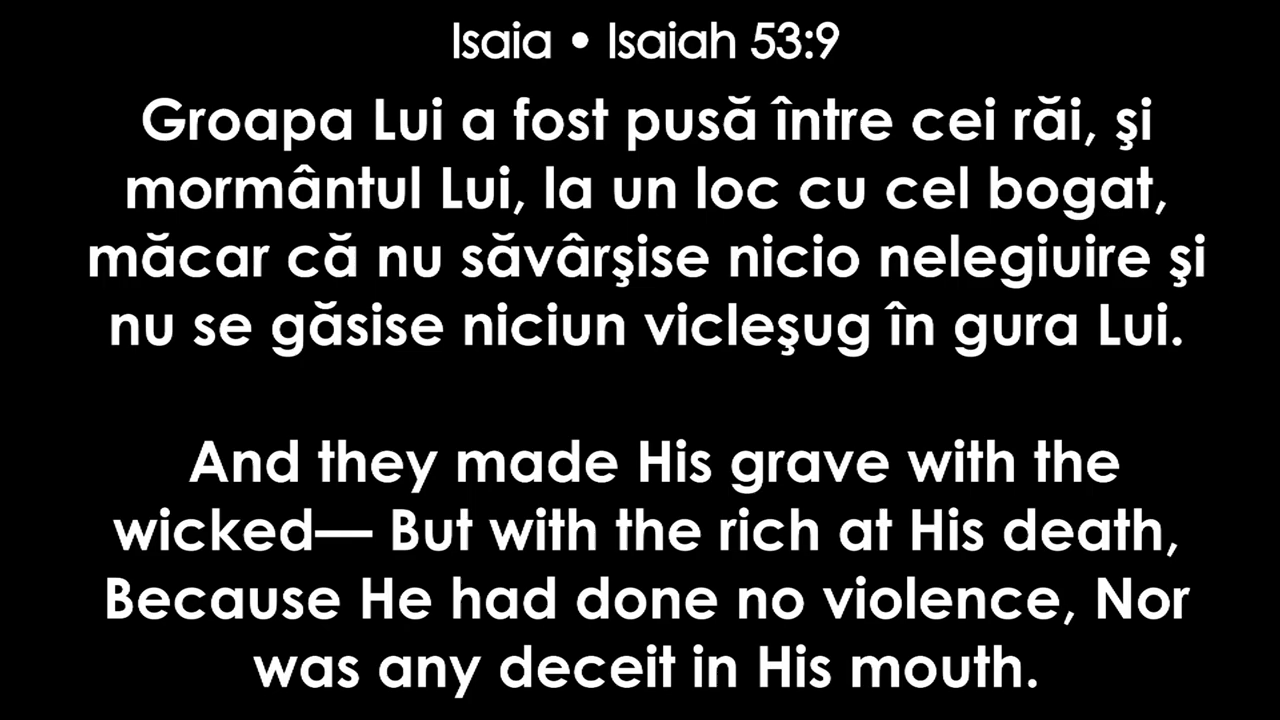 Isaia • Isaiah 53:9
Groapa Lui a fost pusă între cei răi, şi
mormântul Lui, la un loc cu cel bogat,
măcar că nu săvârşise nicio nelegiuire şi
nu se găsise niciun vicleşug în gura Lui.
And they made His grave with the
wicked— But with the rich at His death,
Because He had done no violence, Nor
was any deceit in His mouth.